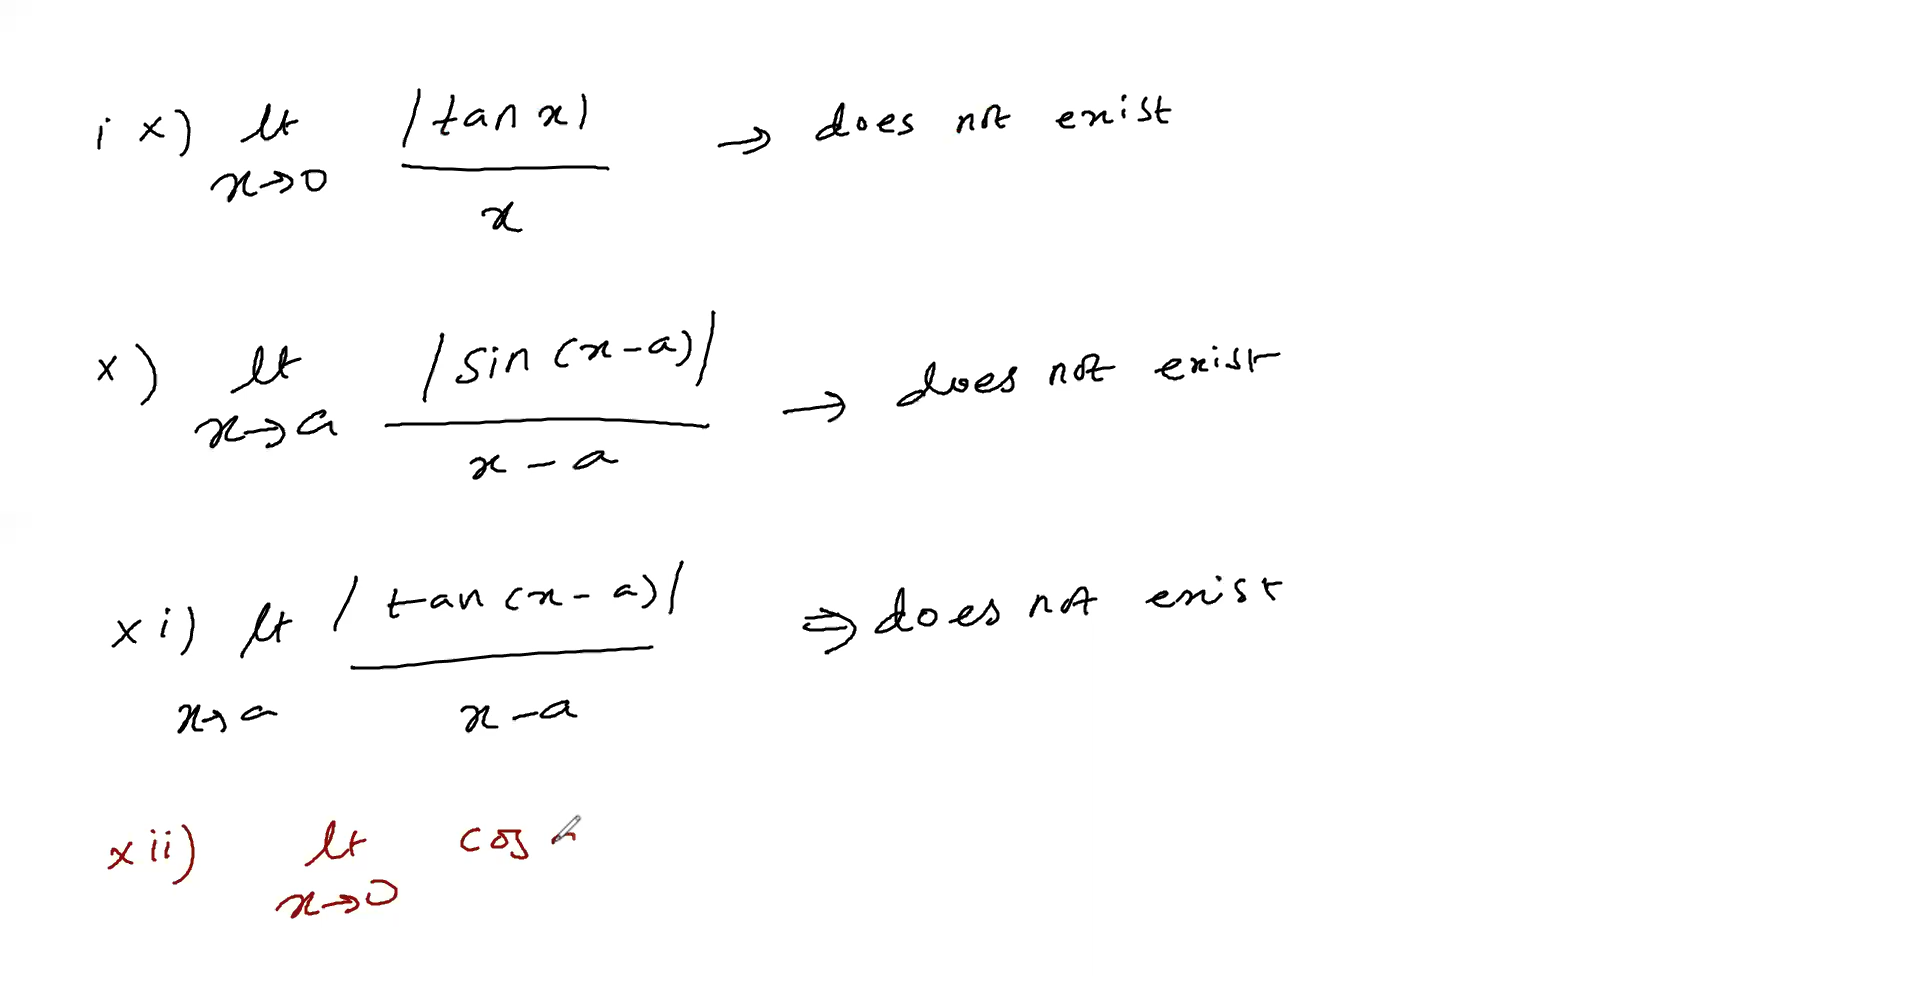 ix) lt |tan x| → does not exist
x→0 x
x) lt |sin (x-a)| → does not exist
x→a x-a
xi) lt |tan (x-a)| ⇒ does not exist
x→a x-a
xii) lt cos
x→0